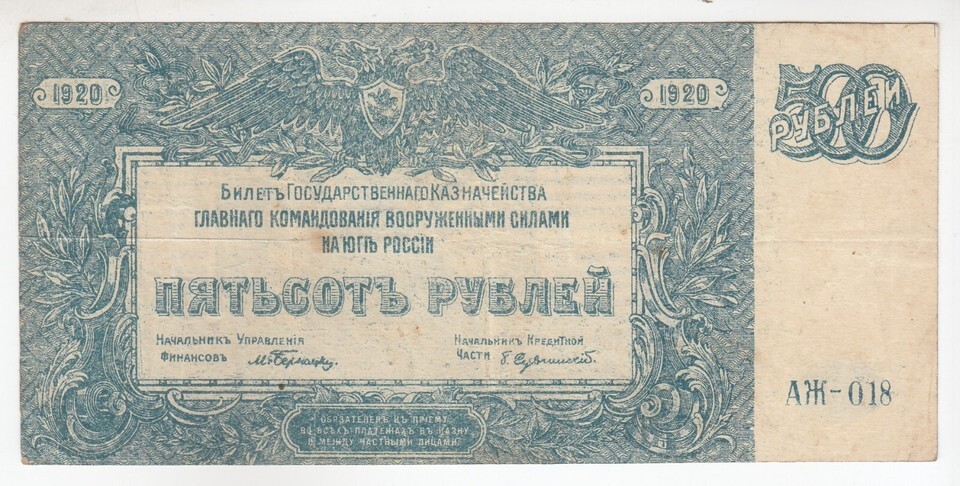 1920
1920
500
РУБЛЕЙ
БИЛЕТЪ ГОСУДАРСТВЕННАГО КАЗНАЧЕЙСТВА
ГЛАВНАГО КОМАНДОВАНІЯ ВООРУЖЕННЫМИ СИЛАМИ
НА ЮГѢ РОССІИ
ПЯТЬСОТЪ РУБЛЕЙ
НАЧАЛЬНИКЪ УПРАВЛЕНІЯ
ФИНАНСОВЪ
НАЧАЛЬНИКЪ КРЕДИТНОЙ
ЧАСТИ
АЖ-018
ОБЯЗАТЕЛЕНЪ КЪ ПРІЕМУ
ВО ВСѢХЪ ПЛАТЕЖАХЪ ВЪ КАЗНУ
И МЕЖДУ ЧАСТНЫМИ ЛИЦАМИ.